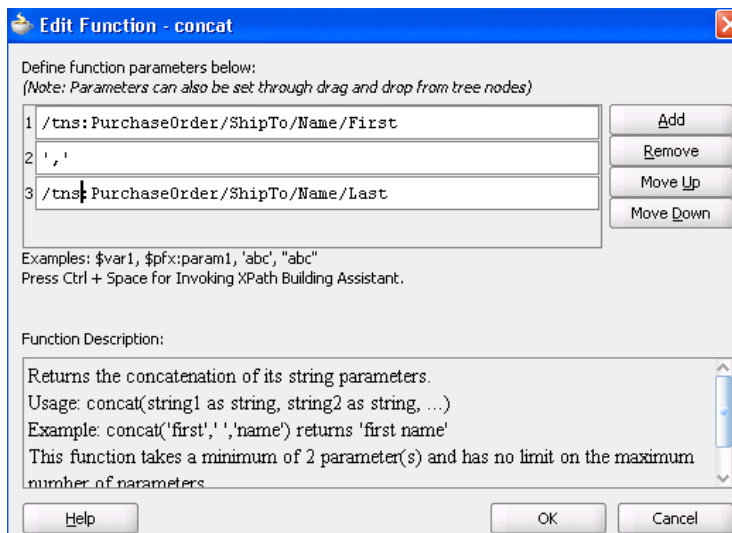 Edit Function - concat
Define function parameters below:
(Note: Parameters can also be set through drag and drop from tree nodes)
1 /tns:PurchaseOrder/ShipTo/Name/First
Add
2 ','
Remove
3 /tns:PurchaseOrder/ShipTo/Name/Last
Move Up
Move Down
Examples: $var1, $pfx:param1, 'abc', "abc"
Press Ctrl + Space for Invoking XPath Building Assistant.
Function Description:
Returns the concatenation of its string parameters.
Usage: concat(string1 as string, string2 as string, ...)
Example: concat('first',' ','name') returns 'first name'
This function takes a minimum of 2 parameter(s) and has no limit on the maximum
number of parameters
Help
OK
Cancel